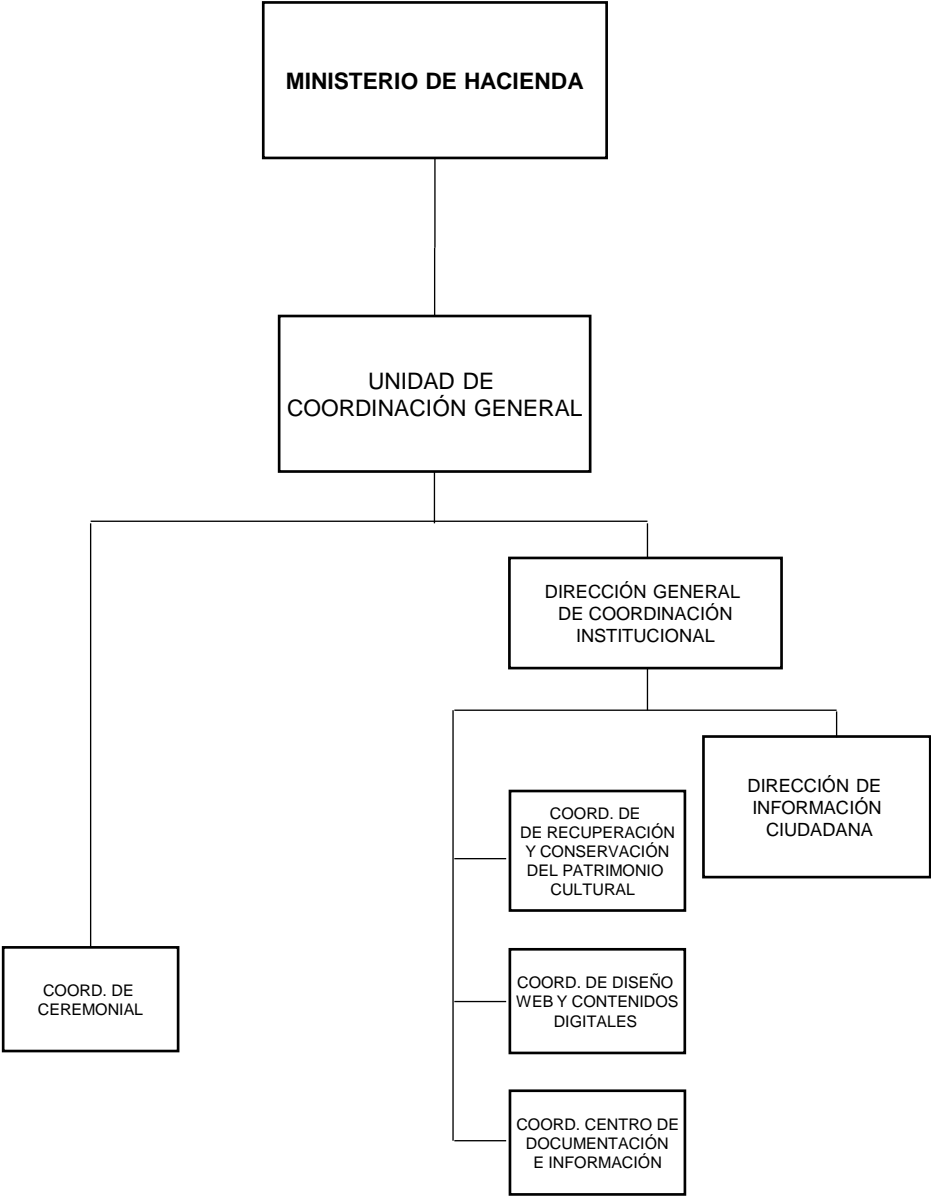 MINISTERIO DE HACIENDA
UNIDAD DE
COORDINACIÓN GENERAL
DIRECCIÓN GENERAL
DE COORDINACIÓN
INSTITUCIONAL
DIRECCIÓN DE
INFORMACIÓN
CIUDADANA
COORD. DE
DE RECUPERACIÓN
Y CONSERVACIÓN
DEL PATRIMONIO
CULTURAL
COORD. DE
CEREMONIAL
COORD. DE DISEÑO
WEB Y CONTENIDOS
DIGITALES
COORD. CENTRO DE
DOCUMENTACIÓN
E INFORMACIÓN